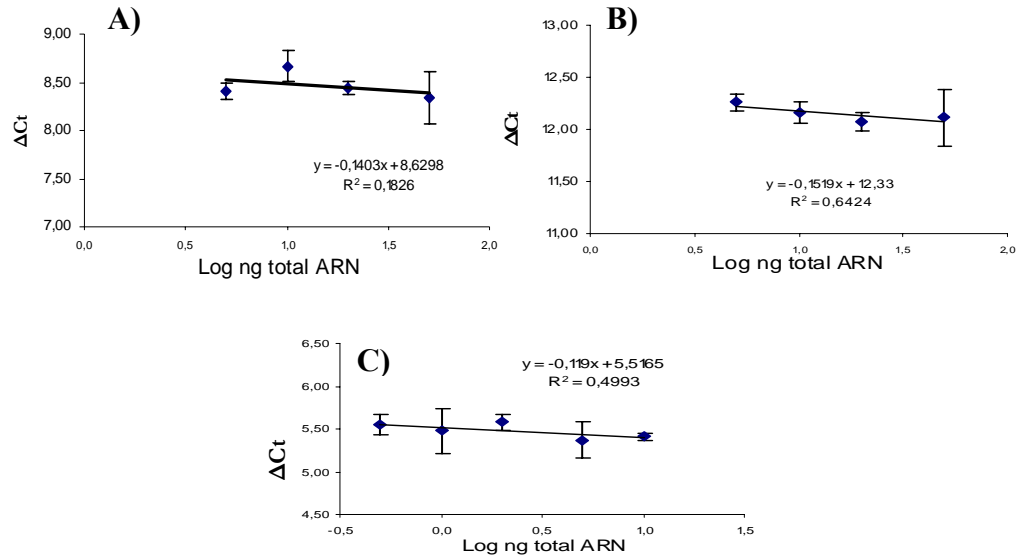 A)
9,00
8,50
8,00
7,50
7,00
ΔCt
y = -0,1403x + 8,6298
R² = 0,1826
0,0 0,5 1,0 1,5 2,0
Log ng total ARN
B)
13,00
12,50
12,00
11,50
11,00
ΔCt
y = -0,1519x + 12,33
R² = 0,6424
0,0 0,5 1,0 1,5 2,0
Log ng total ARN
C)
6,50
6,00
5,50
5,00
4,50
ΔCt
y = -0,119x + 5,5165
R² = 0,4993
-0,5 0,0 0,5 1,0 1,5
Log ng total ARN